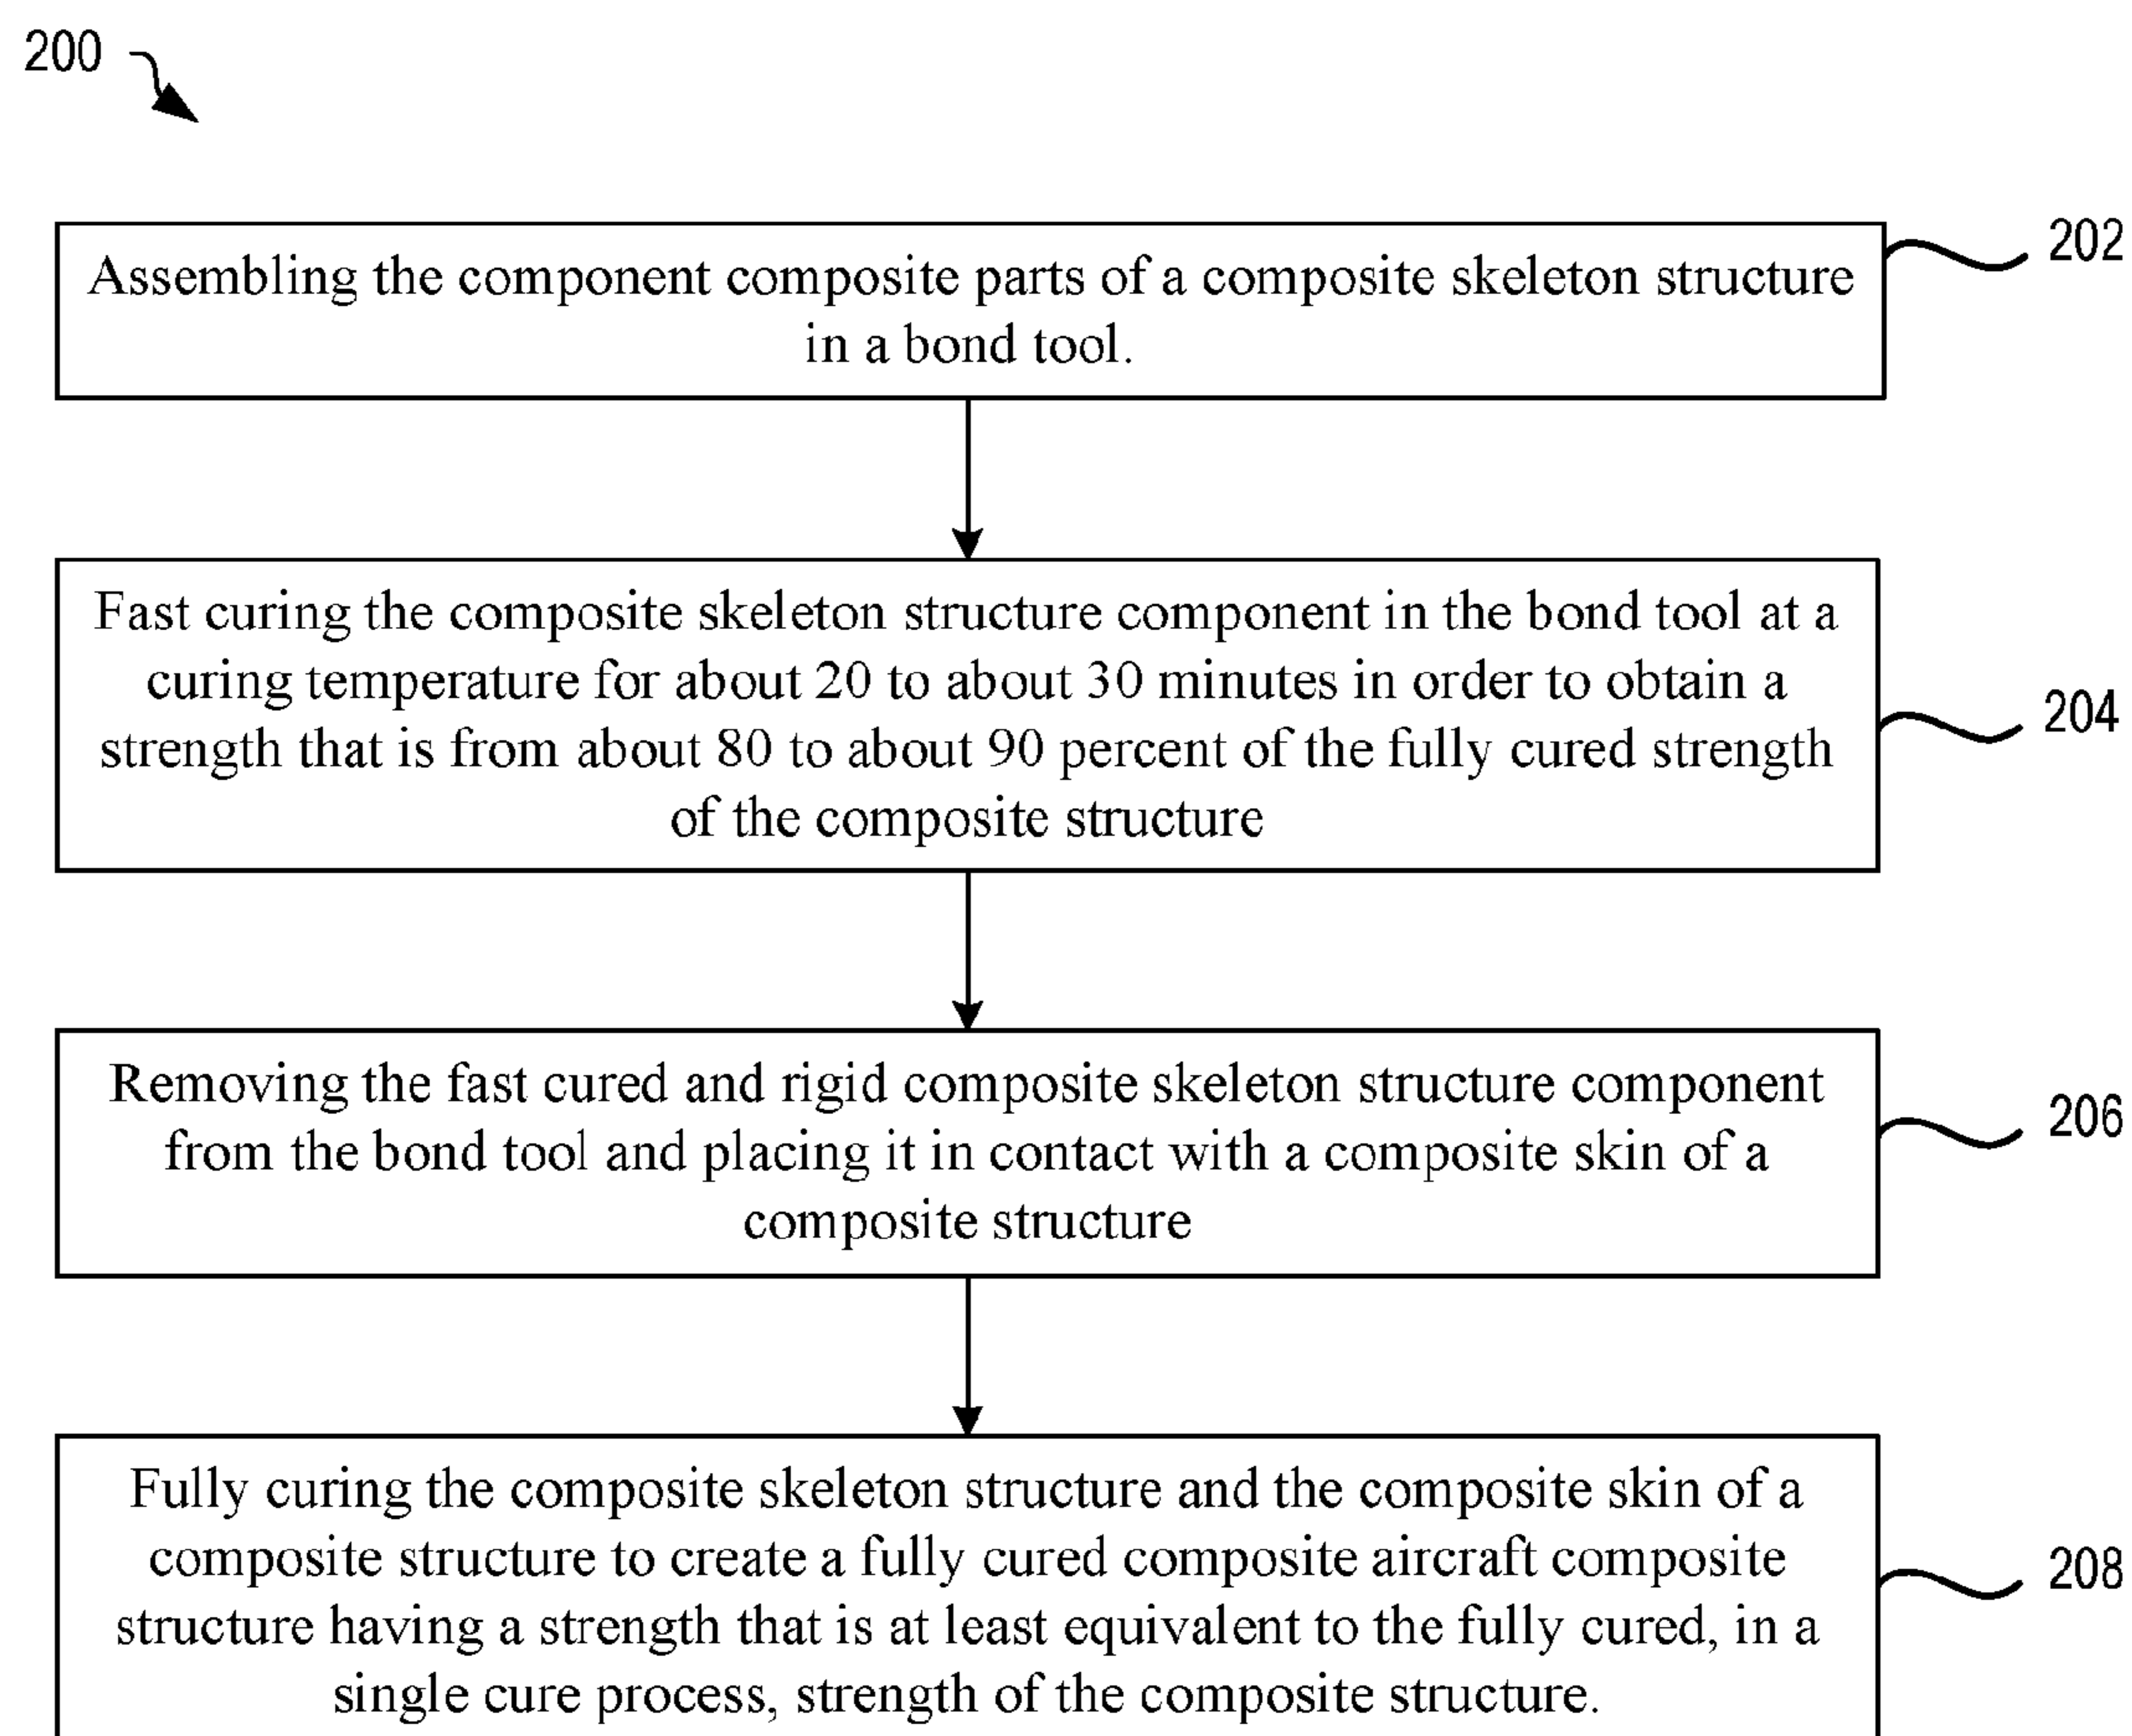 200
202
Assembling the component composite parts of a composite skeleton structure
in a bond tool.
Fast curing the composite skeleton structure component in the bond tool at a
curing temperature for about 20 to about 30 minutes in order to obtain a
204
strength that is from about 80 to about 90 percent of the fully cured strength
of the composite structure
Removing the fast cured and rigid composite skeleton structure component
206
from the bond tool and placing it in contact with a composite skin of a
composite structure
Fully curing the composite skeleton structure and the composite skin of a
composite structure to create a fully cured composite aircraft composite
208
structure having a strength that is at least equivalent to the fully cured, in a
single cure process, strength of the composite structure.